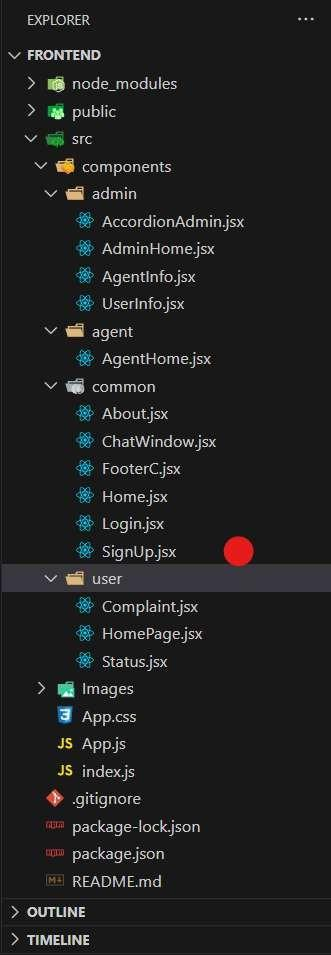 EXPLORER
FRONTEND
node_modules
public
src
components
admin
AccordionAdmin.jsx
AdminHome.jsx
AgentInfo.jsx
UserInfo.jsx
agent
AgentHome.jsx
common
About.jsx
ChatWindow.jsx
FooterC.jsx
Home.jsx
Login.jsx
SignUp.jsx
user
Complaint.jsx
HomePage.jsx
Status.jsx
Images
App.css
JS App.js
JS index.js
.gitignore
package-lock.json
package.json
README.md
OUTLINE
TIMELINE